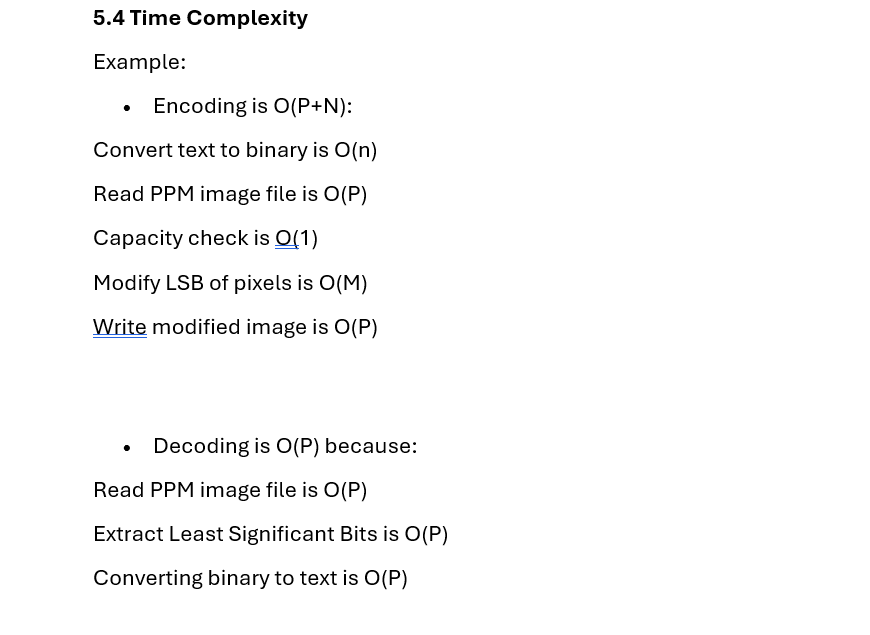 5.4 Time Complexity
Example:
• Encoding is O(P+N):
Convert text to binary is O(n)
Read PPM image file is O(P)
Capacity check is O(1)
Modify LSB of pixels is O(M)
Write modified image is O(P)
• Decoding is O(P) because:
Read PPM image file is O(P)
Extract Least Significant Bits is O(P)
Converting binary to text is O(P)